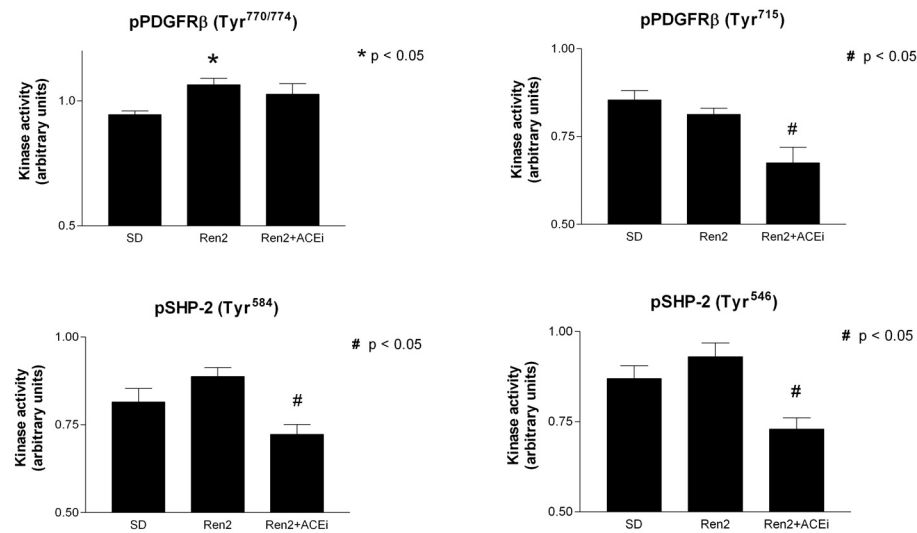 pPDGFRβ (Tyr770/774)
* p < 0.05
Kinase activity
(arbitrary units)
1.0
0.5
*
SD
Ren2
Ren2+ACEi
pPDGFRβ (Tyr715)
# p < 0.05
Kinase activity
(arbitrary units)
1.00
0.75
0.50
#
SD
Ren2
Ren2+ACEi
pSHP-2 (Tyr584)
# p < 0.05
Kinase activity
(arbitrary units)
1.00
0.75
0.50
#
SD
Ren2
Ren2+ACEi
pSHP-2 (Tyr546)
# p < 0.05
Kinase activity
(arbitrary units)
1.00
0.75
0.50
#
SD
Ren2
Ren2+ACEi